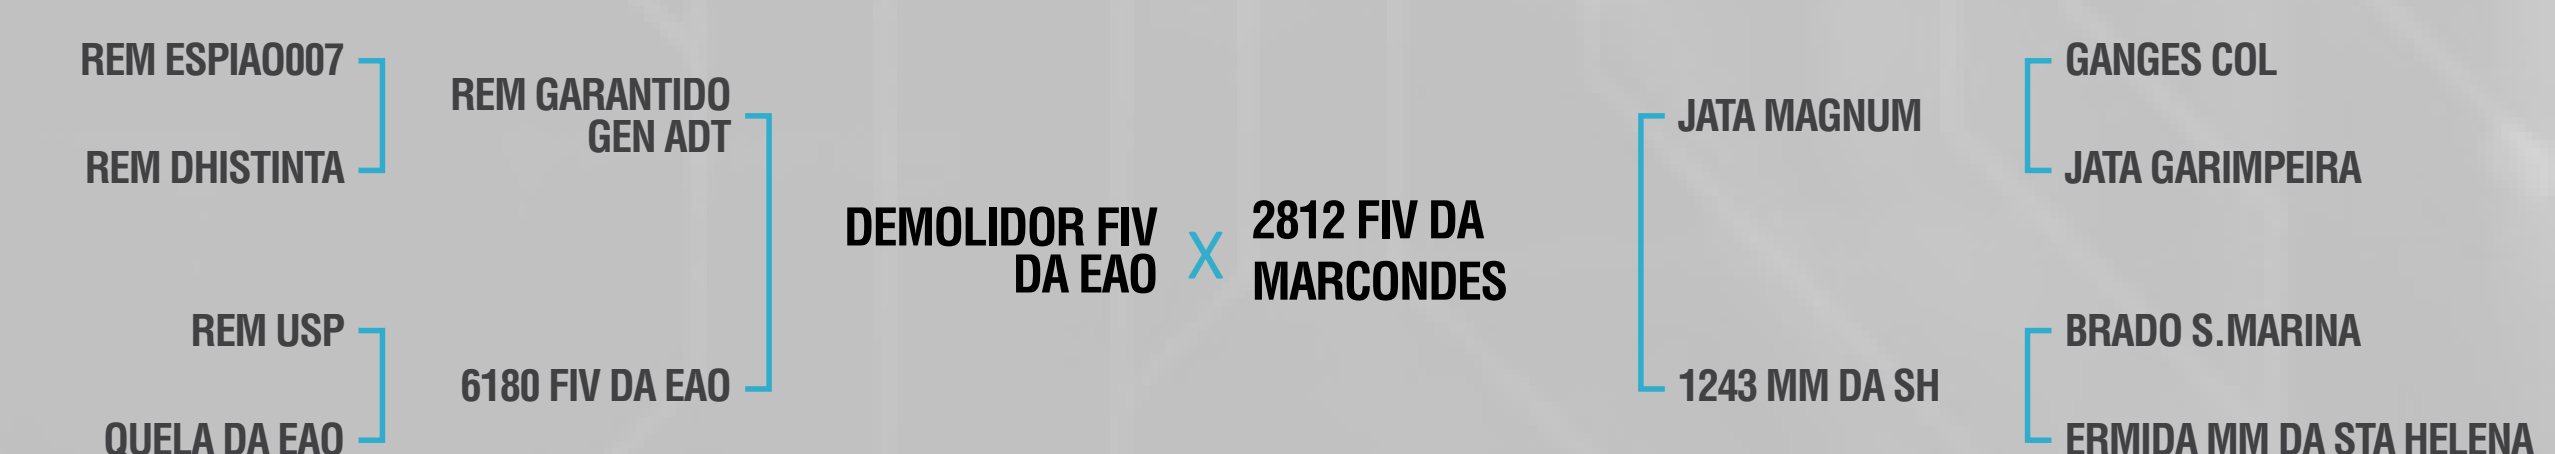 REM ESPIAO007
REM DHISTINTA
REM USP
QUELA DA EAO
REM GARANTIDO
GEN ADT
6180 FIV DA EAO
DEMOLIDOR FIV
DA EAO
X
2812 FIV DA
MARCONDES
JATA MAGNUM
1243 MM DA SH
GANGES COL
JATA GARIMPEIRA
BRADO S.MARINA
ERMIDA MM DA STA HELENA